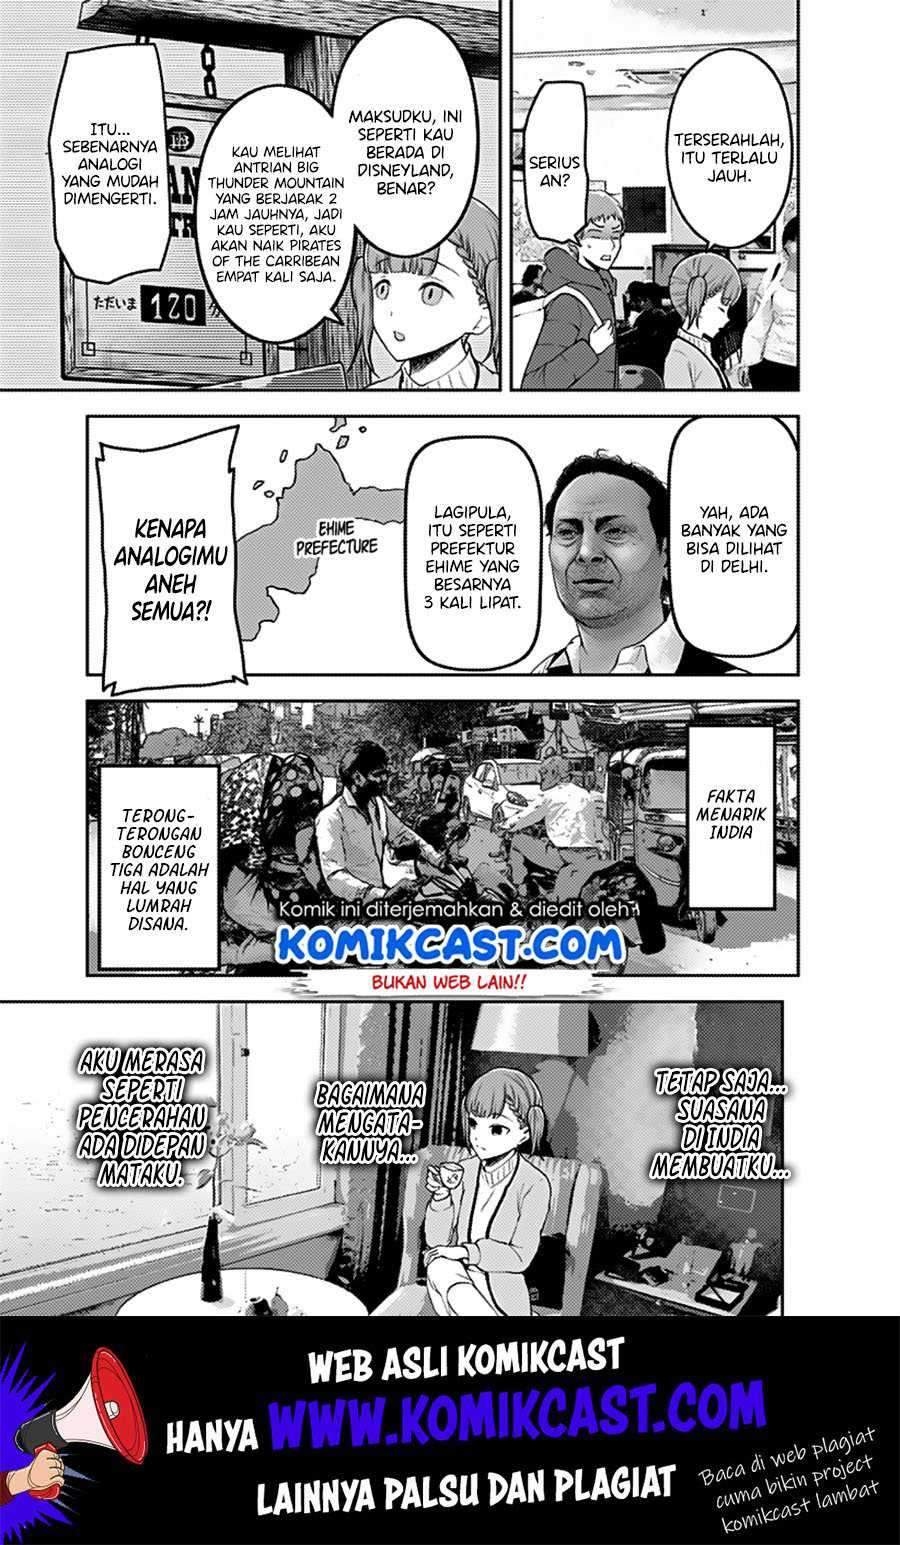 TERSERAHLAH,
ITU TERLALU
JAUH.
SERIUS
AN?
MAKSUDKU, INI
SEPERTI KAU
BERADA DI
DISNEYLAND,
BENAR?
KAU MELIHAT
ANTRIAN BIG
THUNDER MOUNTAIN
YANG BERJARAK 2
JAM JAUHNYA, JADI
KAU SEPERTI, AKU
AKAN NAIK PIRATES
OF THE CARRIBEAN
EMPAT KALI SAJA.
ITU...
SEBENARNYA
ANALOGI
YANG MUDAH
DIMENGERTI.
ただいま 120 分
YAH, ADA
BANYAK YANG
BISA DILIHAT
DI DELHI.
LAGIPULA,
ITU SEPERTI
PREFEKTUR
EHIME YANG
BESARNYA
3 KALI LIPAT.
EHIME
PREFECTURE
KENAPA
ANALOGIMU
ANEH
SEMUA?!
FAKTA
MENARIK
INDIA
TERONG-
TERONGAN
BONCENG
TIGA ADALAH
HAL YANG
LUMRAH
DISANA.
Komik ini diterjemahkan & diedit oleh:
KOMIKCAST.COM
BUKAN WEB LAIN!!
TETAP SAJA...
SUASANA
DI INDIA
MEMBUATKU...
BAGAIMANA
MENGATA-
KANNYA...
AKU MERASA
SEPERTI
PENCERAHAN
ADA DIDEPAN
MATAKU.
WEB ASLI KOMIKCAST
HANYA WWW.KOMIKCAST.COM
LAINNYA PALSU DAN PLAGIAT
Baca di web plagiat
cuma bikin project
komikcast lambat